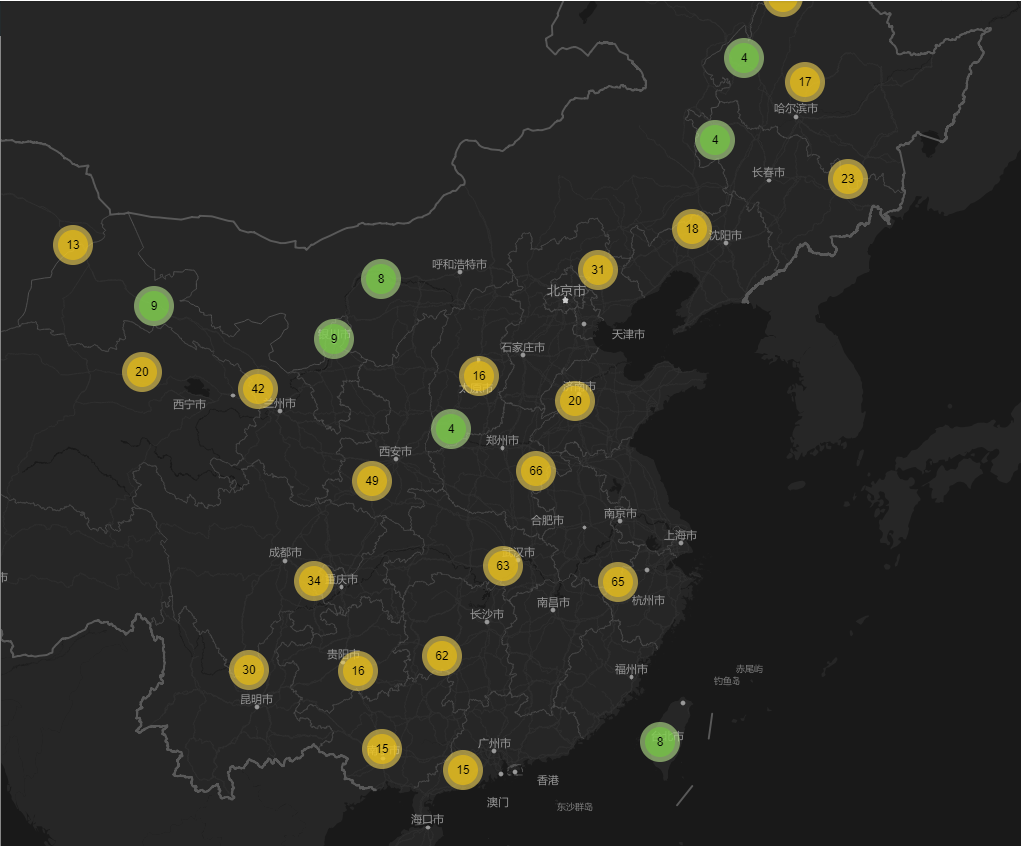 4
17
哈尔滨市
4
长春市
23
18
沈阳市
13
呼和浩特市
31
8
北京市
9
天津市
9
石家庄市
20
16
太原市
济南市
42
20
西宁市
兰州市
4
郑州市
西安市
66
49
南京市
合肥市
上海市
成都市
武汉市
63
34
重庆市
65
杭州市
南昌市
长沙市
贵阳市
62
30
16
福州市
赤尾屿
钓鱼岛
昆明市
8
广州市
15
15
香港
澳门
东沙群岛
海口市